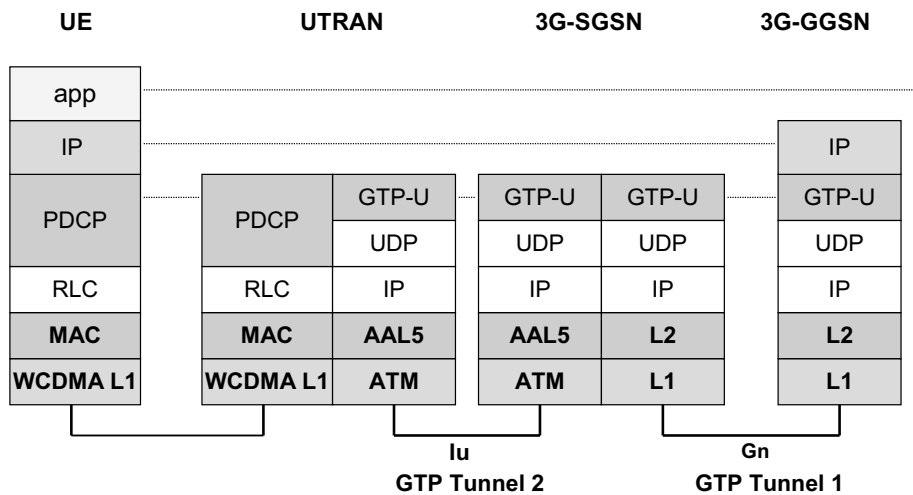 UE UTRAN 3G-SGSN 3G-GGSN
app
IP IP
PDCP PDCP GTP-U GTP-U GTP-U GTP-U
UDP UDP UDP UDP
RLC RLC IP IP IP IP
MAC MAC AAL5 AAL5 L2 L2
WCDMA L1 WCDMA L1 ATM ATM L1 L1
Iu Gn
GTP Tunnel 2 GTP Tunnel 1